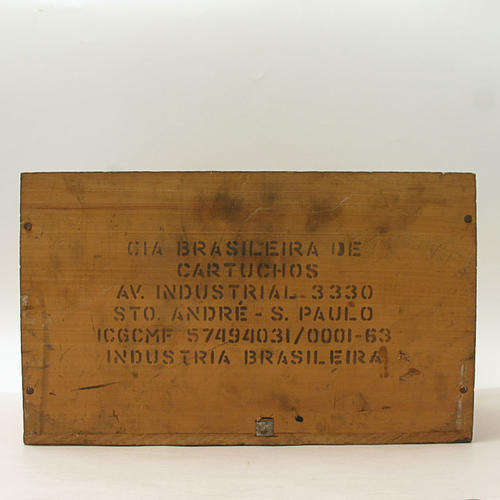 CIA BRASILEIRA DE
CARTUCHOS
AV. INDUSTRIAL 3330
STO. ANDRÉ - S. PAULO
ICGCMF 57494031/0001-63
INDUSTRIA BRASILEIRA